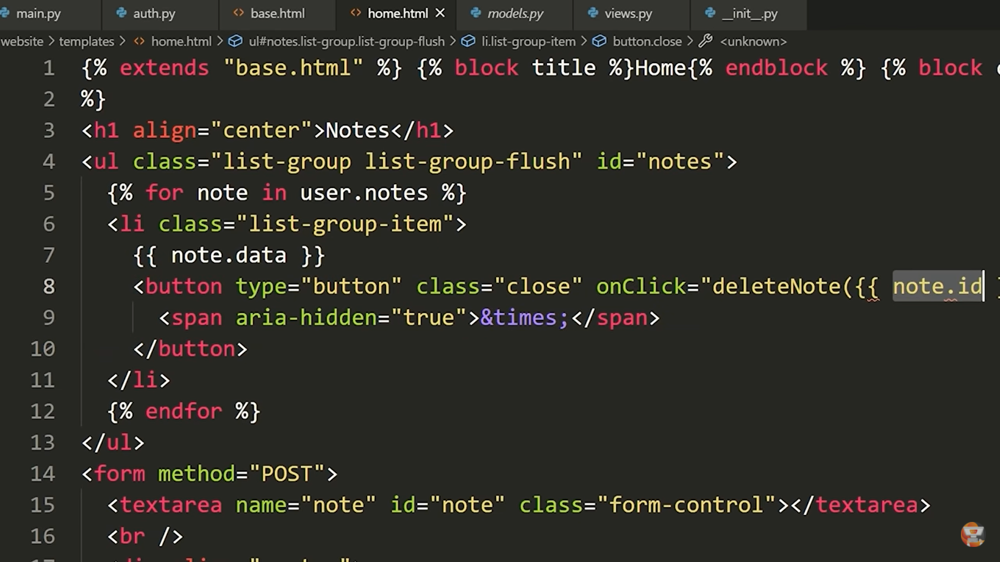 main.py auth.py base.html home.html models.py views.py __init__.py
website > templates > home.html > ul#notes.list-group.list-group-flush > li.list-group-item > button.close > <unknown>
1 {% extends "base.html" %} {% block title %}Home{% endblock %} {% block
2 %}
3 <h1 align="center">Notes</h1>
4 <ul class="list-group list-group-flush" id="notes">
5 {% for note in user.notes %}
6 <li class="list-group-item">
7 {{ note.data }}
8 <button type="button" class="close" onClick="deleteNote({{ note.id
9 <span aria-hidden="true">&times;</span>
10 </button>
11 </li>
12 {% endfor %}
13 </ul>
14 <form method="POST">
15 <textarea name="note" id="note" class="form-control"></textarea>
16 <br />